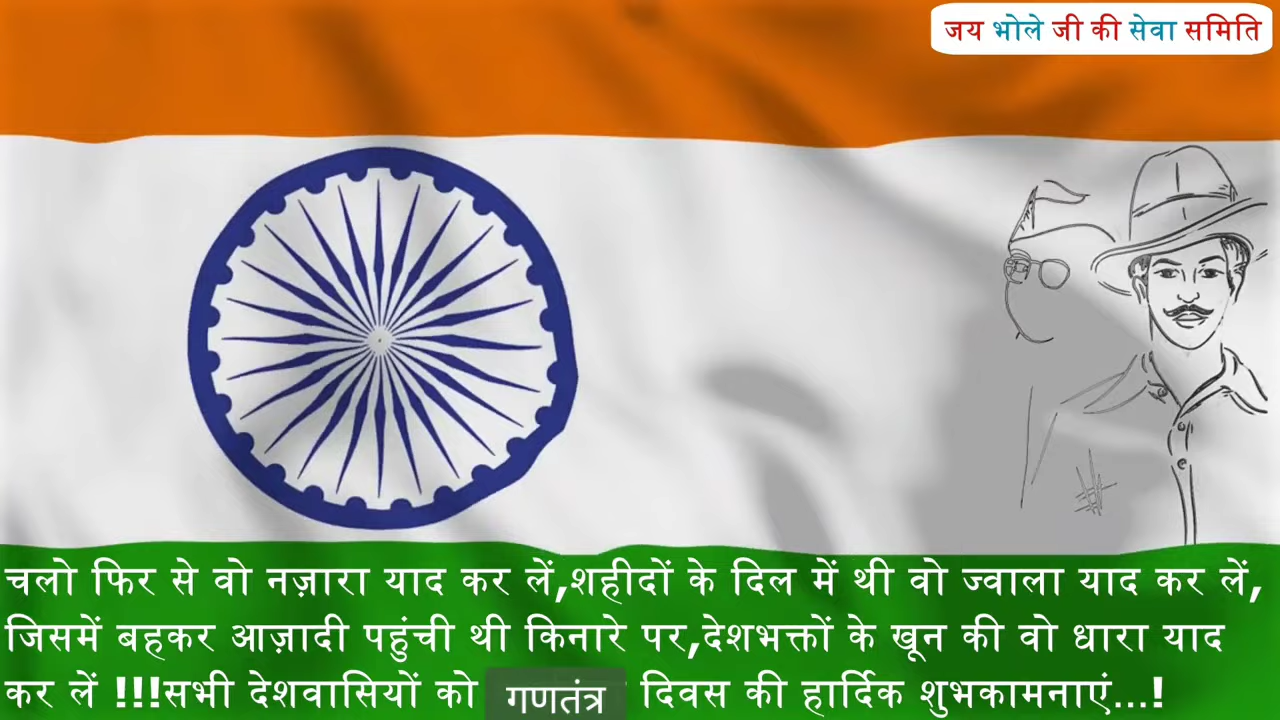 जय भोले जी की सेवा समिति
चलो फिर से वो नज़ारा याद कर लें,शहीदों के दिल में थी वो ज्वाला याद कर लें,
जिसमें बहकर आज़ादी पहुंची थी किनारे पर,देशभक्तों के खून की वो धारा याद
कर लें !!!सभी देशवासियों को गणतंत्र दिवस की हार्दिक शुभकामनाएं...!